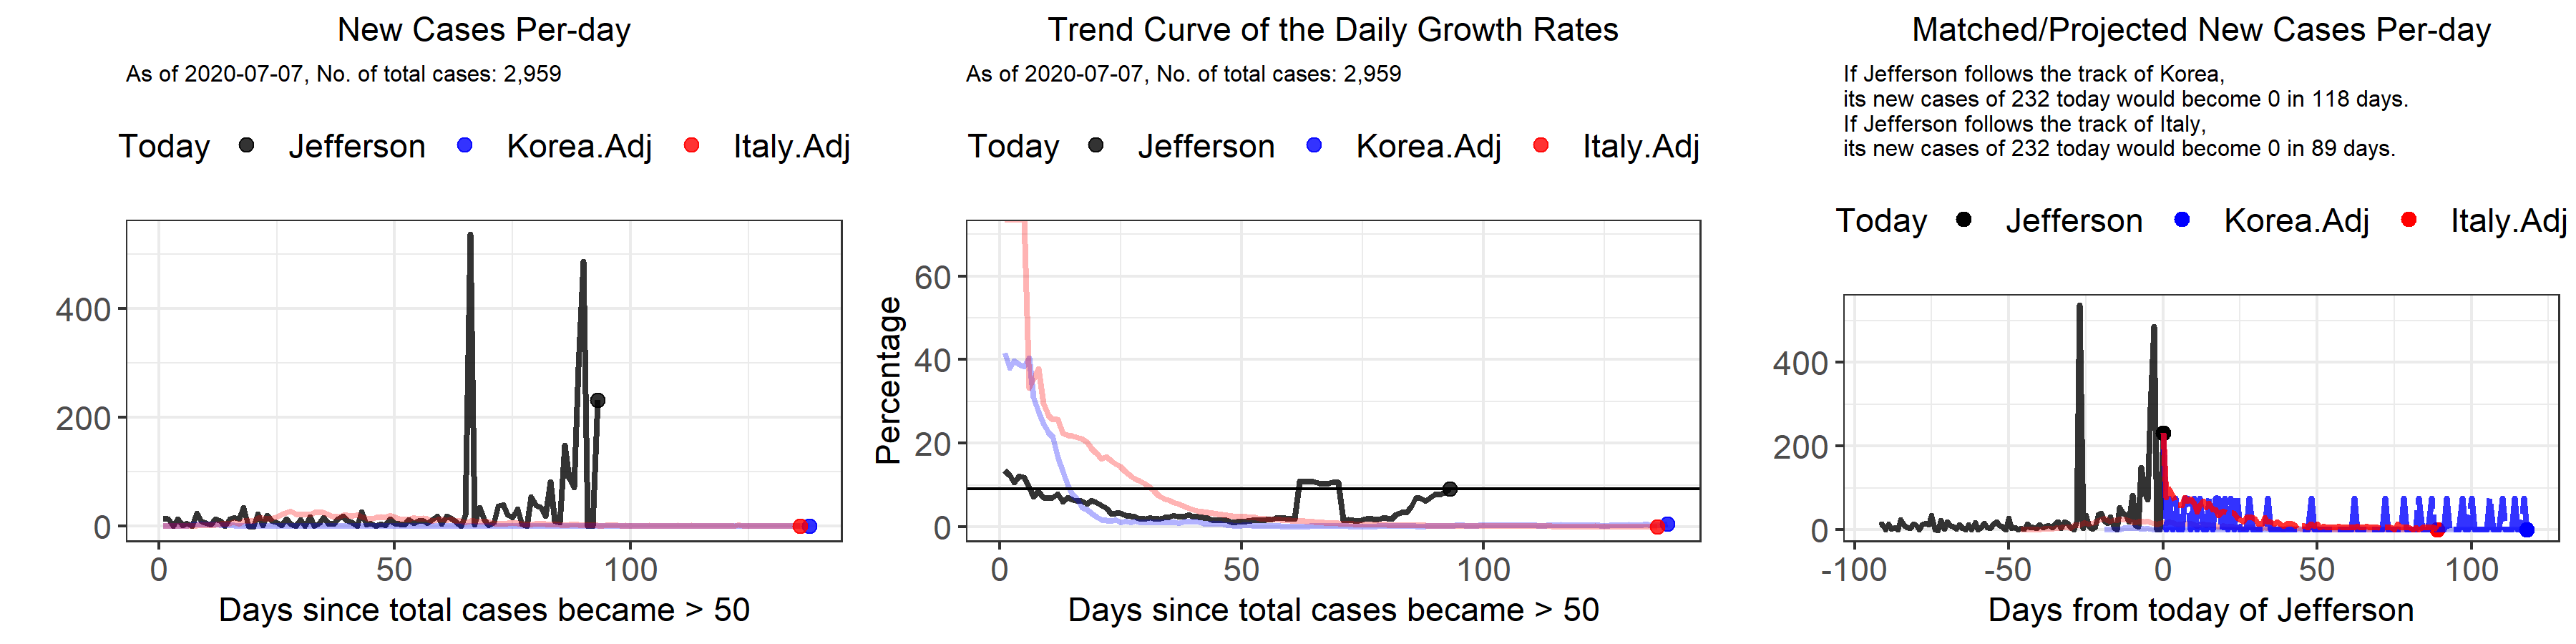 New Cases Per-day
As of 2020-07-07, No. of total cases: 2,959
Today Jefferson Korea.Adj Italy.Adj
400
200
0
0 50 100
Days since total cases became > 50
Trend Curve of the Daily Growth Rates
As of 2020-07-07, No. of total cases: 2,959
Today Jefferson Korea.Adj Italy.Adj
Percentage
60
40
20
0
0 50 100
Days since total cases became > 50
Matched/Projected New Cases Per-day
If Jefferson follows the track of Korea,
its new cases of 232 today would become 0 in 118 days.
If Jefferson follows the track of Italy,
its new cases of 232 today would become 0 in 89 days.
Today Jefferson Korea.Adj Italy.Adj
400
200
0
-100 -50 0 50 100
Days from today of Jefferson